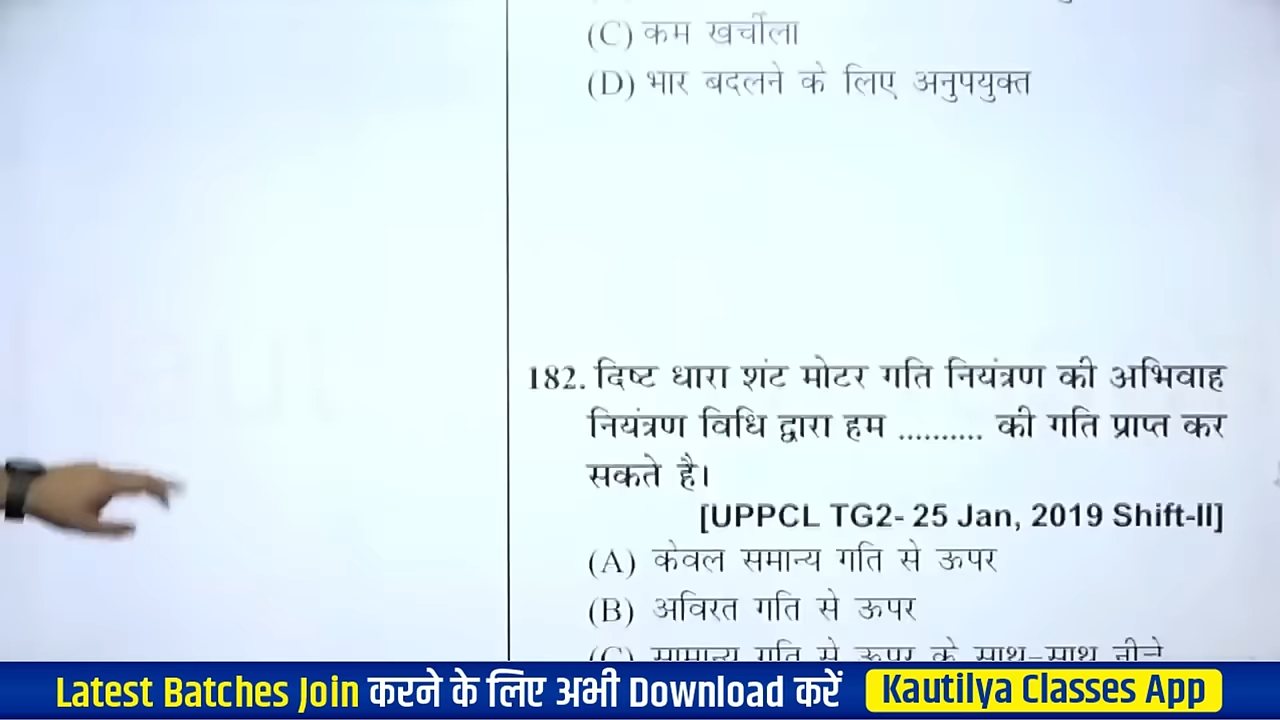 (C) कम खर्चीला
(D) भार बदलने के लिए अनुपयुक्त
182. दिष्ट धारा शंट मोटर गति नियंत्रण की अभिवाह
नियंत्रण विधि द्वारा हम .......... की गति प्राप्त कर
सकते है।
[UPPCL TG2- 25 Jan, 2019 Shift-II]
(A) केवल समान्य गति से ऊपर
(B) अविरत गति से ऊपर
(C) सामान्य गति से ऊपर के साथ-साथ नीचे
Latest Batches Join करने के लिए अभी Download करें Kautilya Classes App